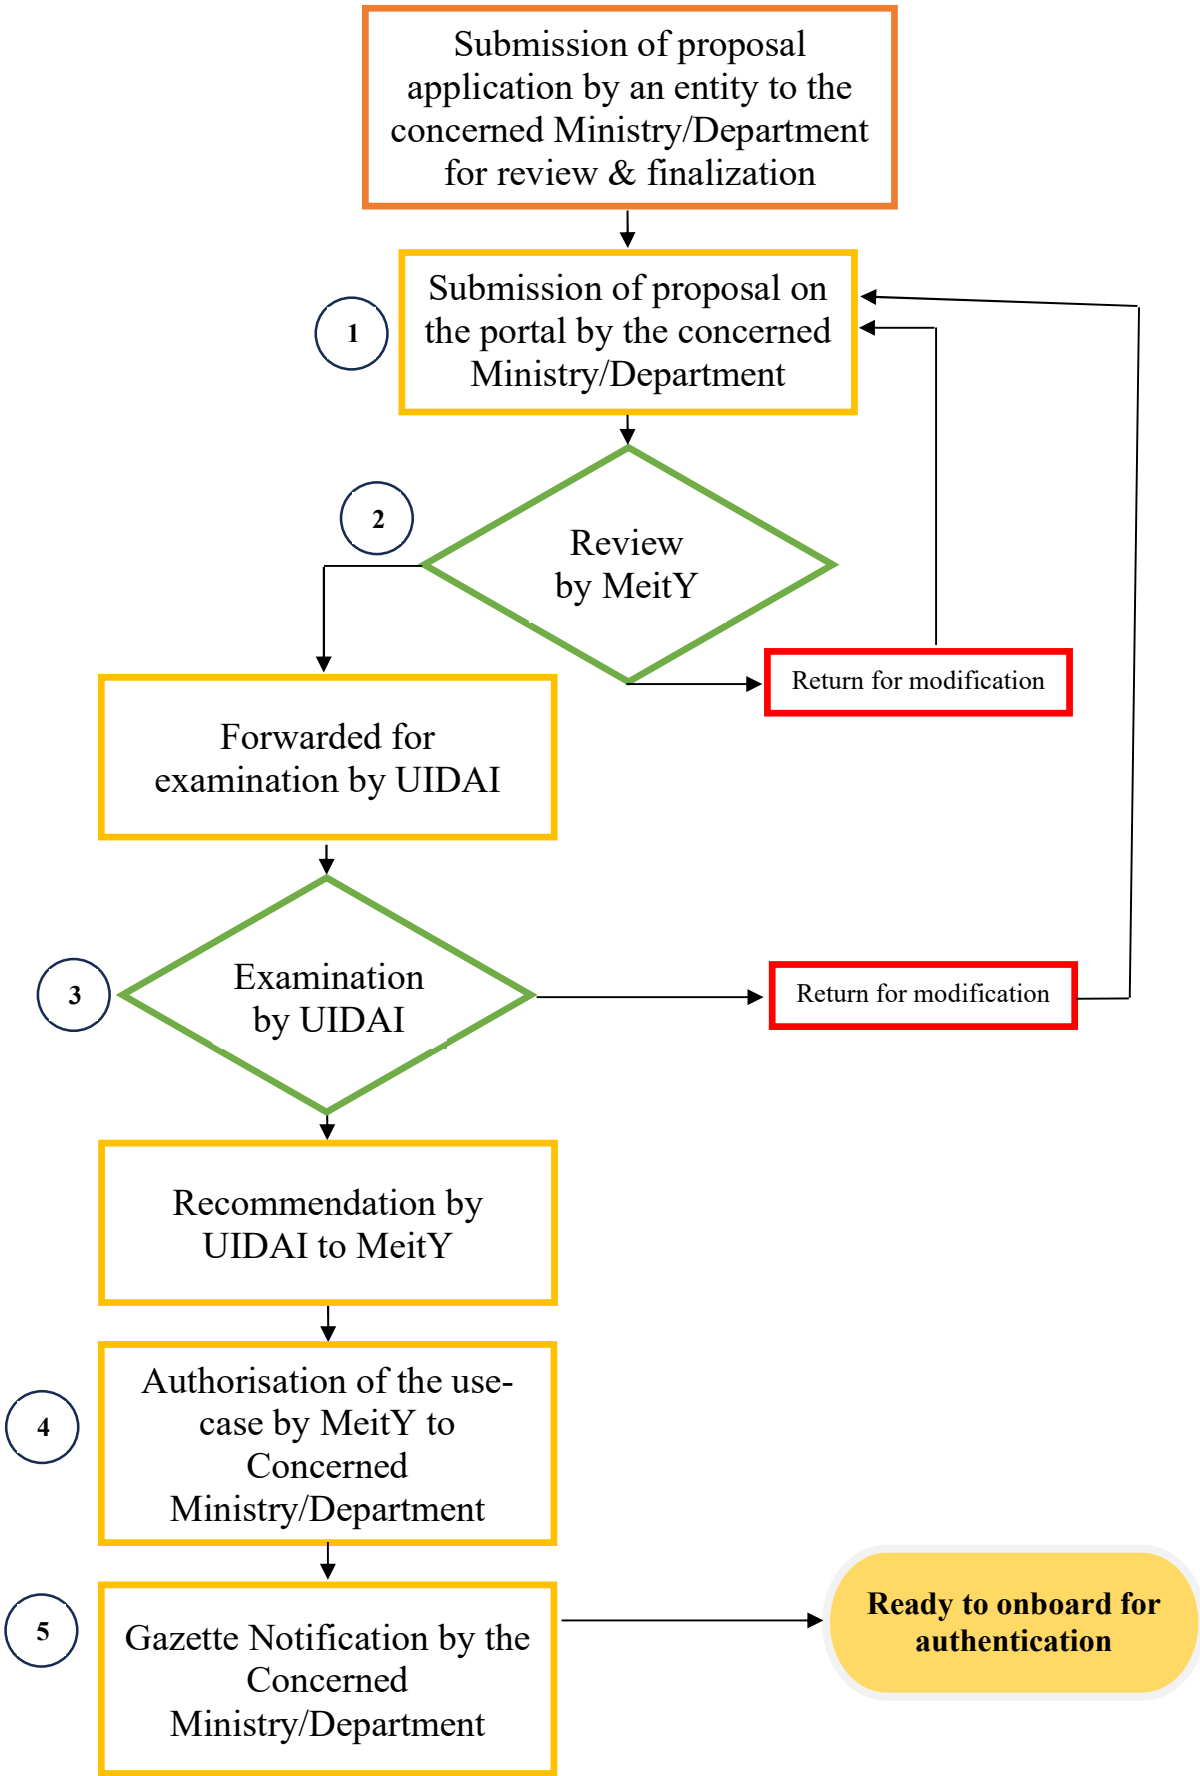 Submission of proposal
application by an entity to the
concerned Ministry/Department
for review & finalization
1
Submission of proposal on
the portal by the concerned
Ministry/Department
2
Review
by MeitY
Return for modification
Forwarded for
examination by UIDAI
3
Examination
by UIDAI
Return for modification
Recommendation by
UIDAI to MeitY
4
Authorisation of the use-
case by MeitY to
Concerned
Ministry/Department
5
Gazette Notification by the
Concerned
Ministry/Department
Ready to onboard for
authentication